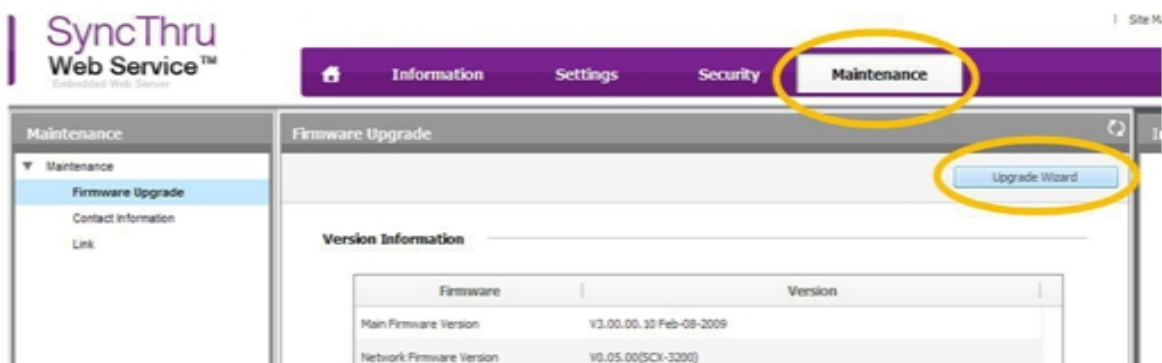 SyncThru
Web Service™
Embedded Web Server
Site
Information
Settings
Security
Maintenance
Maintenance
Maintenance
Firmware Upgrade
Contact Information
Link
Firmware Upgrade
Upgrade Wizard
Version Information
Firmware
Version
Main Firmware Version
V3.00.00.10 Feb-08-2009
Network Firmware Version
V0.05.00(SCX-3200)